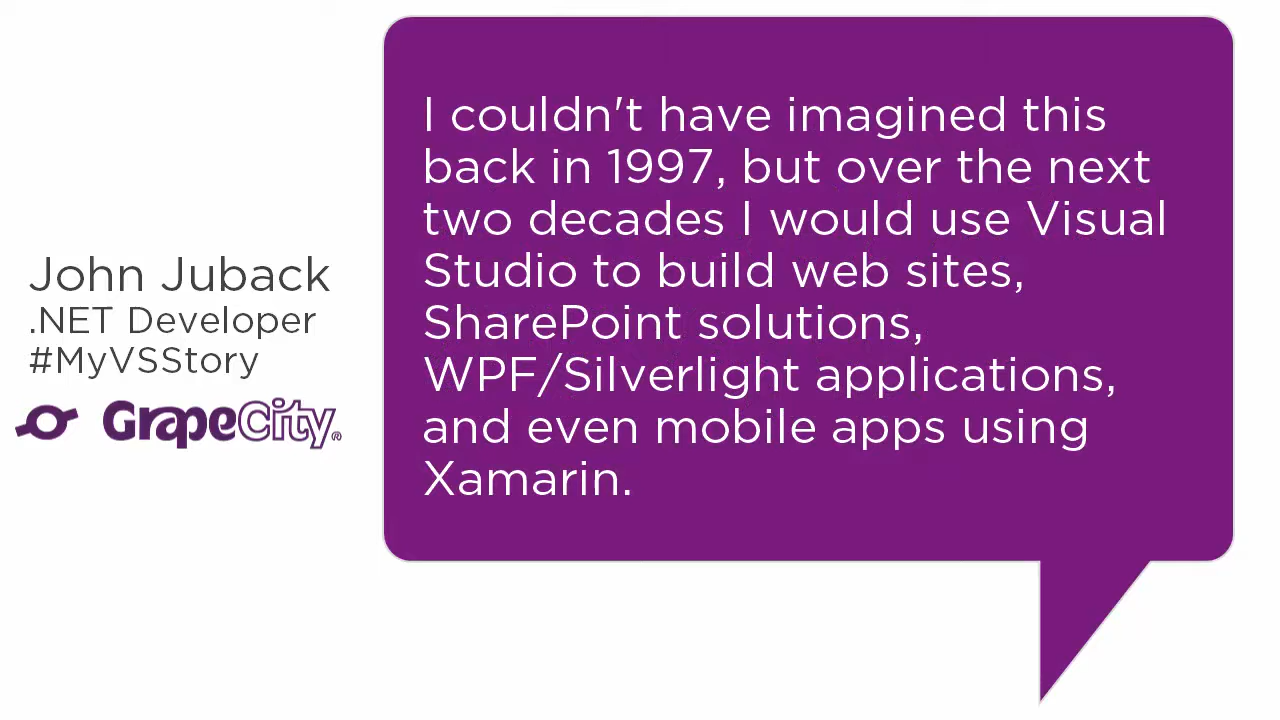 John Juback
.NET Developer
#MyVSStory
GrapeCity®
I couldn't have imagined this
back in 1997, but over the next
two decades I would use Visual
Studio to build web sites,
SharePoint solutions,
WPF/Silverlight applications,
and even mobile apps using
Xamarin.